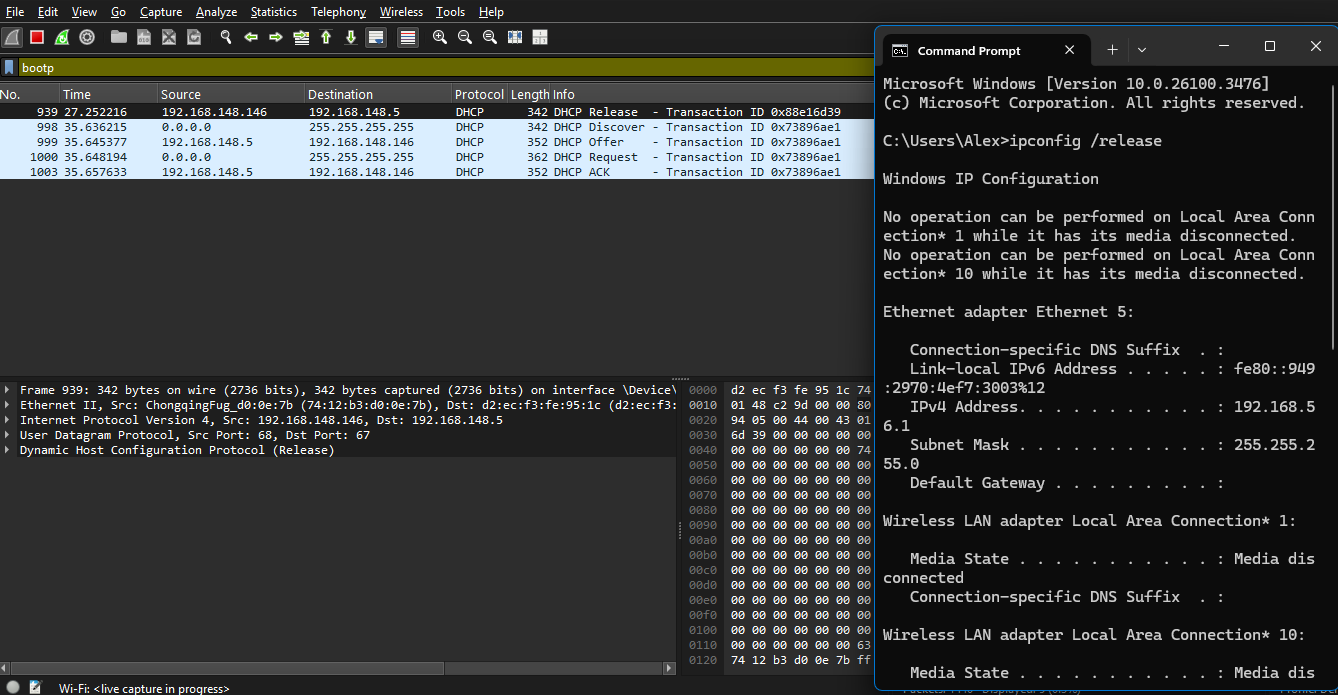 File Edit View Go Capture Analyze Statistics Telephony Wireless Tools Help
bootp
No. Time Source Destination Protocol Length Info
939 27.252216 192.168.148.146 192.168.148.5 DHCP 342 DHCP Release - Transaction ID 0x88e16d39
998 35.636215 0.0.0.0 255.255.255.255 DHCP 342 DHCP Discover - Transaction ID 0x73896ae1
999 35.645377 192.168.148.5 192.168.148.146 DHCP 352 DHCP Offer - Transaction ID 0x73896ae1
1000 35.648194 0.0.0.0 255.255.255.255 DHCP 362 DHCP Request - Transaction ID 0x73896ae1
1003 35.657633 192.168.148.5 192.168.148.146 DHCP 352 DHCP ACK - Transaction ID 0x73896ae1
Frame 939: 342 bytes on wire (2736 bits), 342 bytes captured (2736 bits) on interface \Device\
Ethernet II, Src: ChongqingFug_d0:0e:7b (74:12:b3:d0:0e:7b), Dst: d2:ec:f3:fe:95:1c (d2:ec:f3:
Internet Protocol Version 4, Src: 192.168.148.146, Dst: 192.168.148.5
User Datagram Protocol, Src Port: 68, Dst Port: 67
Dynamic Host Configuration Protocol (Release)
0000 d2 ec f3 fe 95 1c 74
0010 01 48 c2 9d 00 00 80
0020 94 05 00 44 00 43 01
0030 6d 39 00 00 00 00 00
0040 00 00 00 00 00 00 74
0050 00 00 00 00 00 00 00
0060 00 00 00 00 00 00 00
0070 00 00 00 00 00 00 00
0080 00 00 00 00 00 00 00
0090 00 00 00 00 00 00 00
00a0 00 00 00 00 00 00 00
00b0 00 00 00 00 00 00 00
00c0 00 00 00 00 00 00 00
00d0 00 00 00 00 00 00 00
00e0 00 00 00 00 00 00 00
00f0 00 00 00 00 00 00 00
0100 00 00 00 00 00 00 00
0110 00 00 00 00 00 00 63
0120 74 12 b3 d0 0e 7b ff
Wi-Fi: <live capture in progress>
Command Prompt
Microsoft Windows [Version 10.0.26100.3476]
(c) Microsoft Corporation. All rights reserved.
C:\Users\Alex>ipconfig /release
Windows IP Configuration
No operation can be performed on Local Area Conn
ection* 1 while it has its media disconnected.
No operation can be performed on Local Area Conn
ection* 10 while it has its media disconnected.
Ethernet adapter Ethernet 5:
Connection-specific DNS Suffix . :
Link-local IPv6 Address . . . . . : fe80::949
:2970:4ef7:3003%12
IPv4 Address. . . . . . . . . . . : 192.168.5
6.1
Subnet Mask . . . . . . . . . . . : 255.255.2
55.0
Default Gateway . . . . . . . . . :
Wireless LAN adapter Local Area Connection* 1:
Media State . . . . . . . . . . . : Media dis
connected
Connection-specific DNS Suffix . :
Wireless LAN adapter Local Area Connection* 10:
Media State . . . . . . . . . . . : Media dis